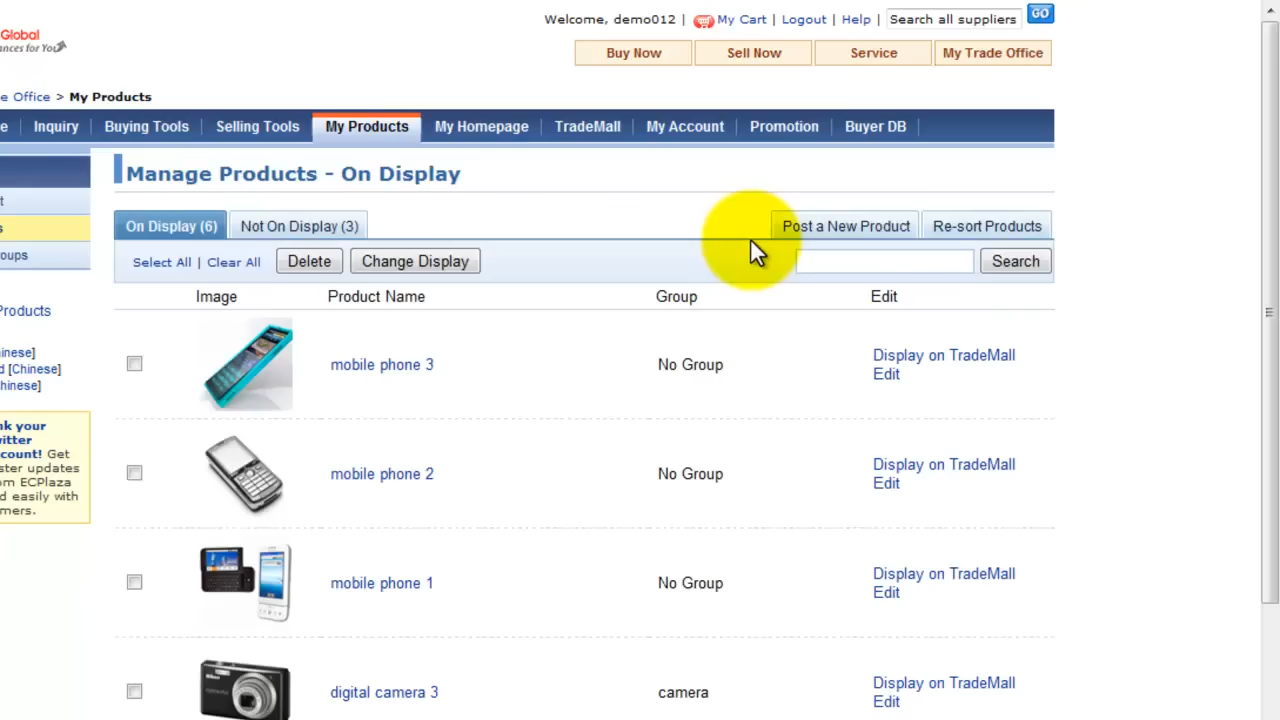 Global
ances for You
Welcome, demo012 | My Cart | Logout | Help | Search all suppliers GO
Buy Now Sell Now Service My Trade Office
e Office > My Products
e Inquiry Buying Tools Selling Tools My Products My Homepage TradeMall My Account Promotion Buyer DB
Manage Products - On Display
t
s
oups
On Display (6) Not On Display (3) Post a New Product Re-sort Products
Select All | Clear All Delete Change Display Search
Image Product Name Group Edit
Products
inese]
d [Chinese]
hinese]
mobile phone 3 No Group Display on TradeMall
Edit
nk your
witter
count! Get
ster updates
om ECPlaza
d easily with
mers.
mobile phone 2 No Group Display on TradeMall
Edit
mobile phone 1 No Group Display on TradeMall
Edit
digital camera 3 camera Display on TradeMall
Edit